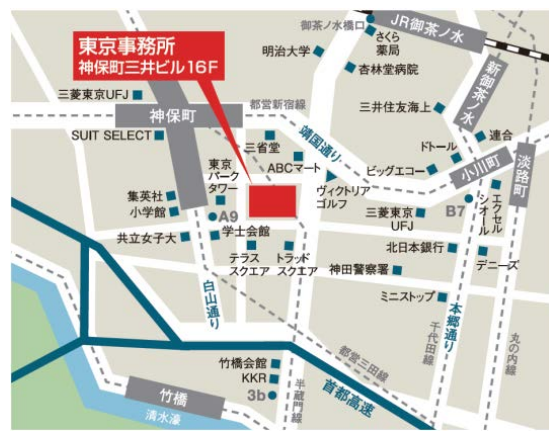 御茶ノ水橋口
JR御茶ノ水
さくら
薬局
東京事務所
神保町三井ビル16F
明治大学
杏林堂病院
新御茶ノ水
三菱東京UFJ
神保町
都営新宿線
三井住友海上
SUIT SELECT
三省堂
靖国通り
ドトール
連合
ABCマート
ビッグエコー
小川町
淡路町
東京
パーク
タワー
集英社
小学館
ヴィクトリア
ゴルフ
三菱東京
UFJ
B7
エクセル
シオール
A9
共立女子大
学士会館
北日本銀行
デニーズ
テラス
スクエア
トラッド
スクエア
神田警察署
白山通り
ミニストップ
本郷通り
千代田線
丸の内線
都営三田線
竹橋会館
KKR
3b
半蔵門線
首都高速
竹橋
清水濠